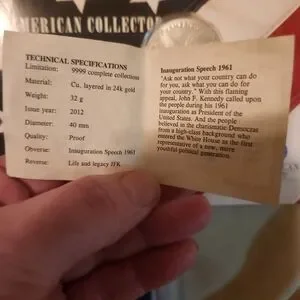 AMERICAN COLLECTOR
TECHNICAL SPECIFICATIONS
Limitation: 9999 complete collections
Material: Cu. layered in 24k gold
Weight: 32 g
Issue year: 2012
Diameter: 40 mm
Quality: Proof
Obverse: Inauguration Speech 1961
Reverse: Life and legacy JFK
Inauguration Speech 1961
"Ask not what your country can do
for you, ask what you can do for
your country." With this flaming
appeal, John F. Kennedy called upon
the people during his 1961
inauguration as President of the
United States. And the people
believed in the charismatic Democrat
from a high-class background who
entered the White House as the first
representative of a new, more
youthful political generation.